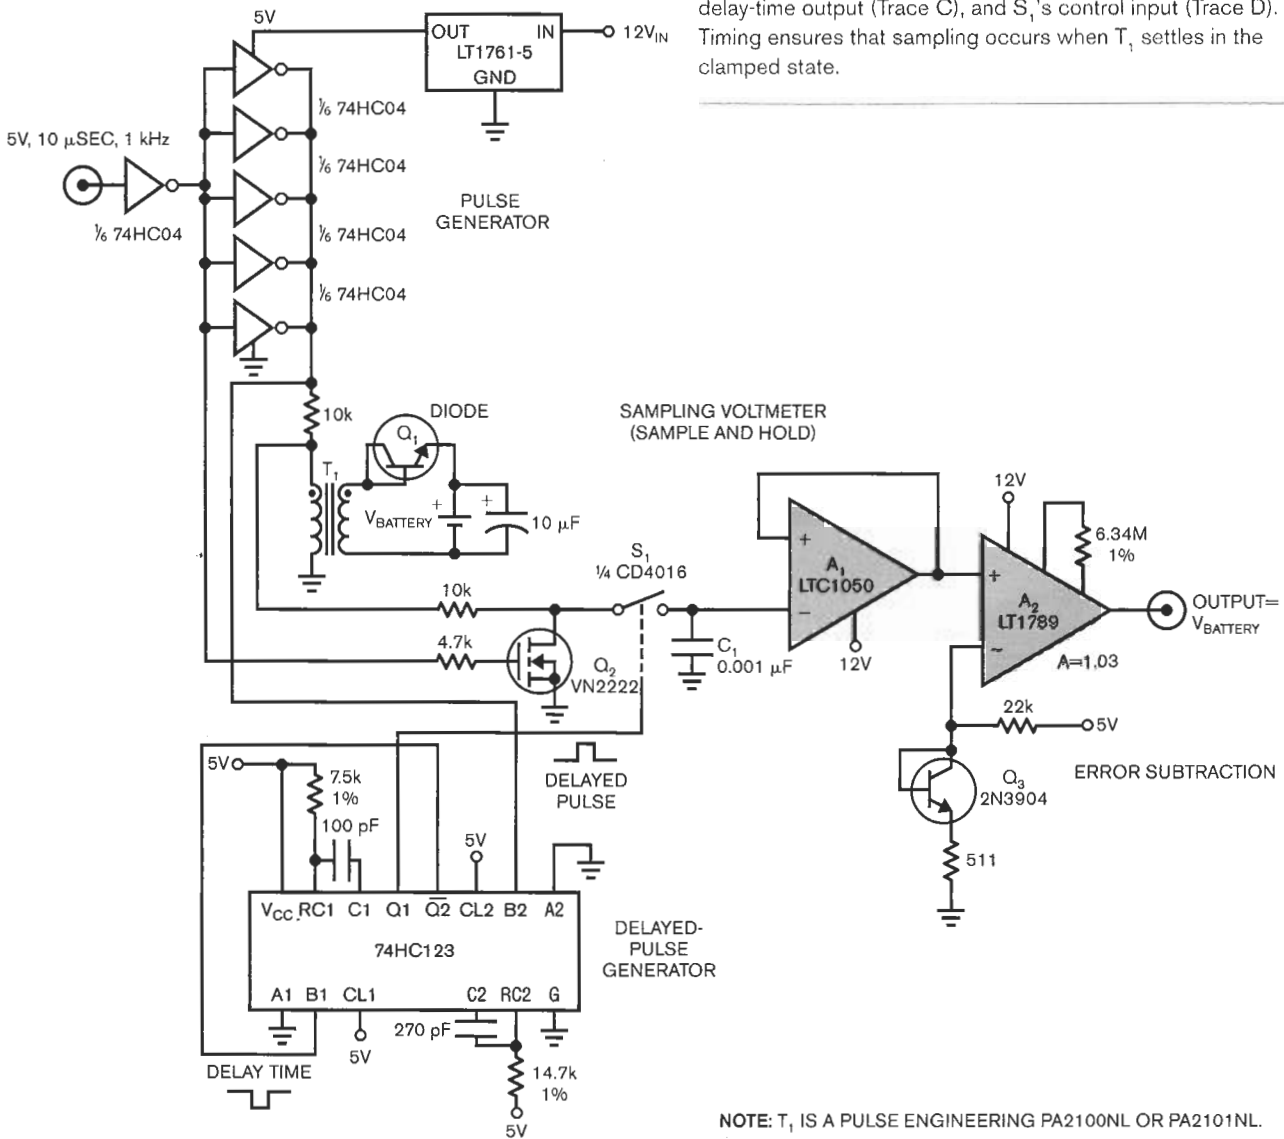 delay-time output (Trace C), and S₁'s control input (Trace D).
Timing ensures that sampling occurs when T₁ settles in the
clamped state.
5V
OUT IN
LT1761-5
GND
12V_IN
5V, 10 μSEC, 1 kHz
⅙ 74HC04
⅙ 74HC04
⅙ 74HC04
⅙ 74HC04
⅙ 74HC04
PULSE
GENERATOR
10k
DIODE
Q₁
T₁
V_BATTERY
+
+
10 μF
SAMPLING VOLTMETER
(SAMPLE AND HOLD)
S₁
¼ CD4016
10k
4.7k
Q₂
VN2222
C₁
0.001 μF
+
A₁
LTC1050
−
12V
12V
6.34M
1%
+
A₂
LT1789
−
A=1.03
OUTPUT=
V_BATTERY
22k
5V
Q₃
2N3904
511
ERROR SUBTRACTION
DELAYED
PULSE
5V
7.5k
1%
100 pF
5V
V_CC RC1 C1 Q1 Q̅2̅ CL2 B2 A2
74HC123
A1 B1 CL1 C2 RC2 G
DELAYED-
PULSE
GENERATOR
5V
270 pF
14.7k
1%
5V
DELAY TIME
NOTE: T₁ IS A PULSE ENGINEERING PA2100NL OR PA2101NL.